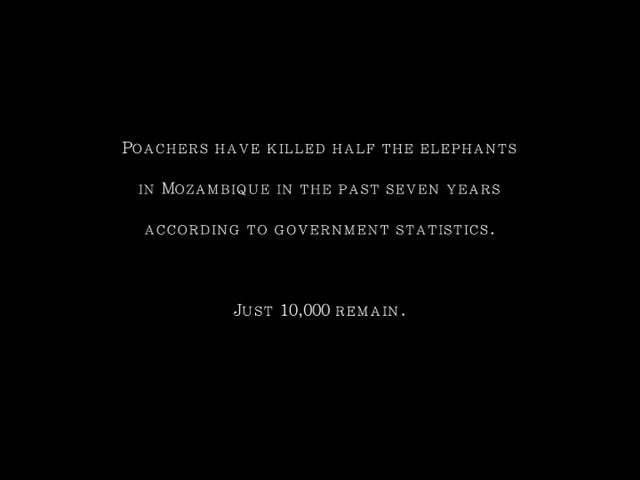 Poachers have killed half the elephants
in Mozambique in the past seven years
according to government statistics.
Just 10,000 remain.